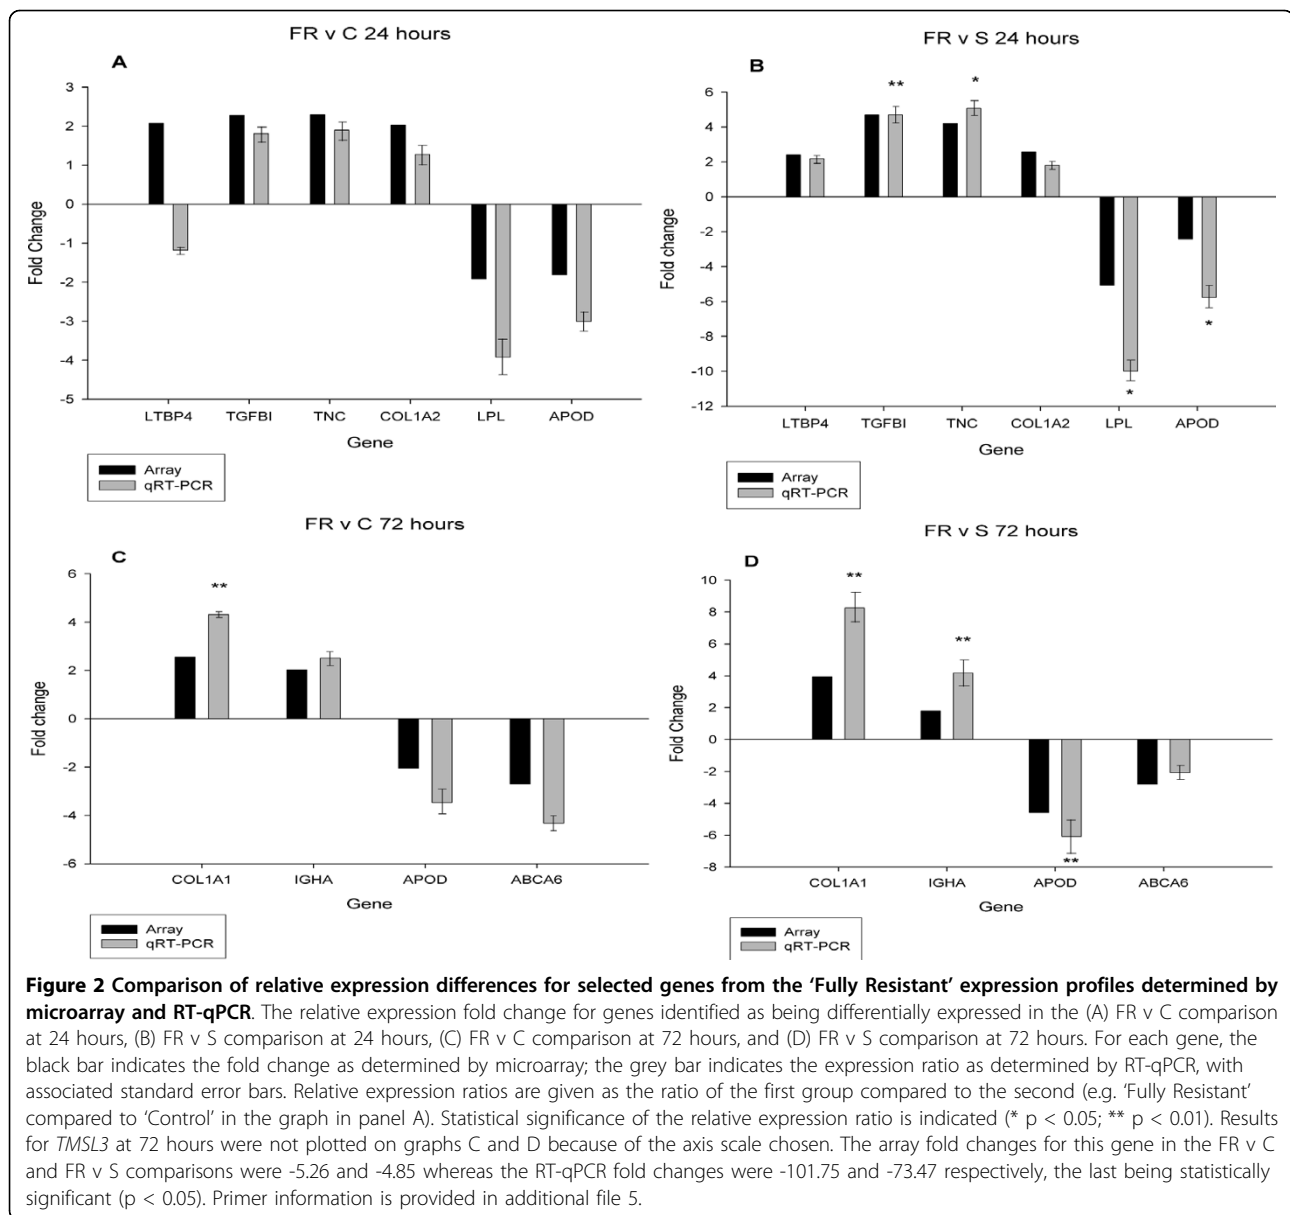 FR v C 24 hours
A
3
2
1
0
-1
-2
-3
-4
-5
Fold Change
LTBP4 TGFBI TNC COL1A2 LPL APOD
Gene
Array
qRT-PCR
FR v S 24 hours
B
** *
6
4
2
0
-2
-4
-6
-8
-10
-12
Fold Change
*
*
LTBP4 TGFBI TNC COL1A2 LPL APOD
Gene
Array
qRT-PCR
FR v C 72 hours
C
**
6
4
2
0
-2
-4
-6
Fold change
COL1A1 IGHA APOD ABCA6
Gene
Array
qRT-PCR
FR v S 72 hours
D
**
**
10
8
6
4
2
0
-2
-4
-6
-8
Fold Change
**
COL1A1 IGHA APOD ABCA6
Gene
Array
qRT-PCR
Figure 2 Comparison of relative expression differences for selected genes from the ‘Fully Resistant’ expression profiles determined by
microarray and RT-qPCR. The relative expression fold change for genes identified as being differentially expressed in the (A) FR v C comparison
at 24 hours, (B) FR v S comparison at 24 hours, (C) FR v C comparison at 72 hours, and (D) FR v S comparison at 72 hours. For each gene, the
black bar indicates the fold change as determined by microarray; the grey bar indicates the expression ratio as determined by RT-qPCR, with
associated standard error bars. Relative expression ratios are given as the ratio of the first group compared to the second (e.g. ‘Fully Resistant’
compared to ‘Control’ in the graph in panel A). Statistical significance of the relative expression ratio is indicated (* p < 0.05; ** p < 0.01). Results
for TMSL3 at 72 hours were not plotted on graphs C and D because of the axis scale chosen. The array fold changes for this gene in the FR v C
and FR v S comparisons were -5.26 and -4.85 whereas the RT-qPCR fold changes were -101.75 and -73.47 respectively, the last being statistically
significant (p < 0.05). Primer information is provided in additional file 5.